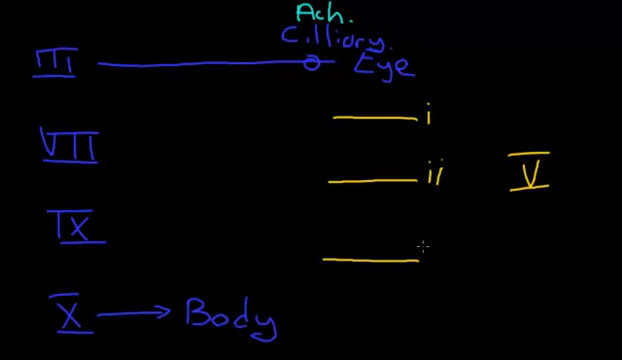 Ach.
Cilliary.
III Eye
i
VII
ii V
IX
X Body